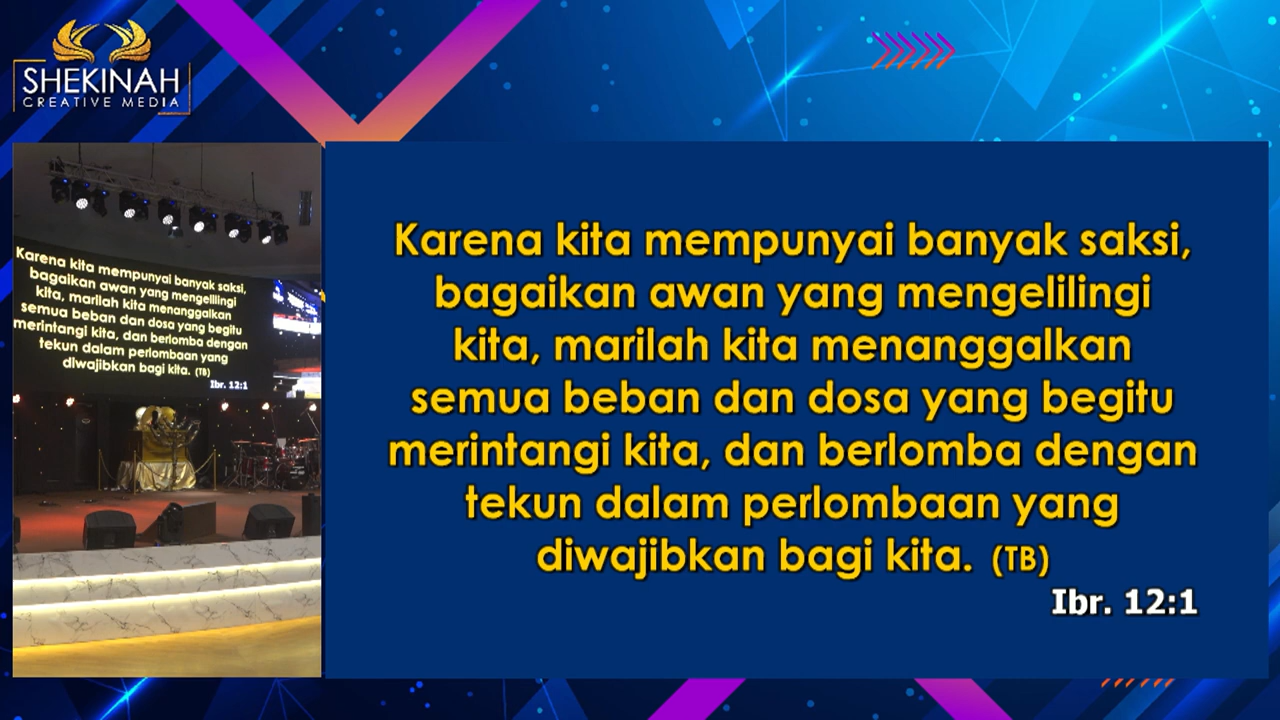 SHEKINAH
CREATIVE MEDIA
Karena kita mempunyai banyak saksi,
bagaikan awan yang mengelilingi
kita, marilah kita menanggalkan
semua beban dan dosa yang begitu
merintangi kita, dan berlomba dengan
tekun dalam perlombaan yang
diwajibkan bagi kita. (TB)
Ibr. 12:1
Karena kita mempunyai banyak saksi,
bagaikan awan yang mengelilingi
kita, marilah kita menanggalkan
semua beban dan dosa yang begitu
merintangi kita, dan berlomba dengan
tekun dalam perlombaan yang
diwajibkan bagi kita. (TB)
Ibr. 12:1